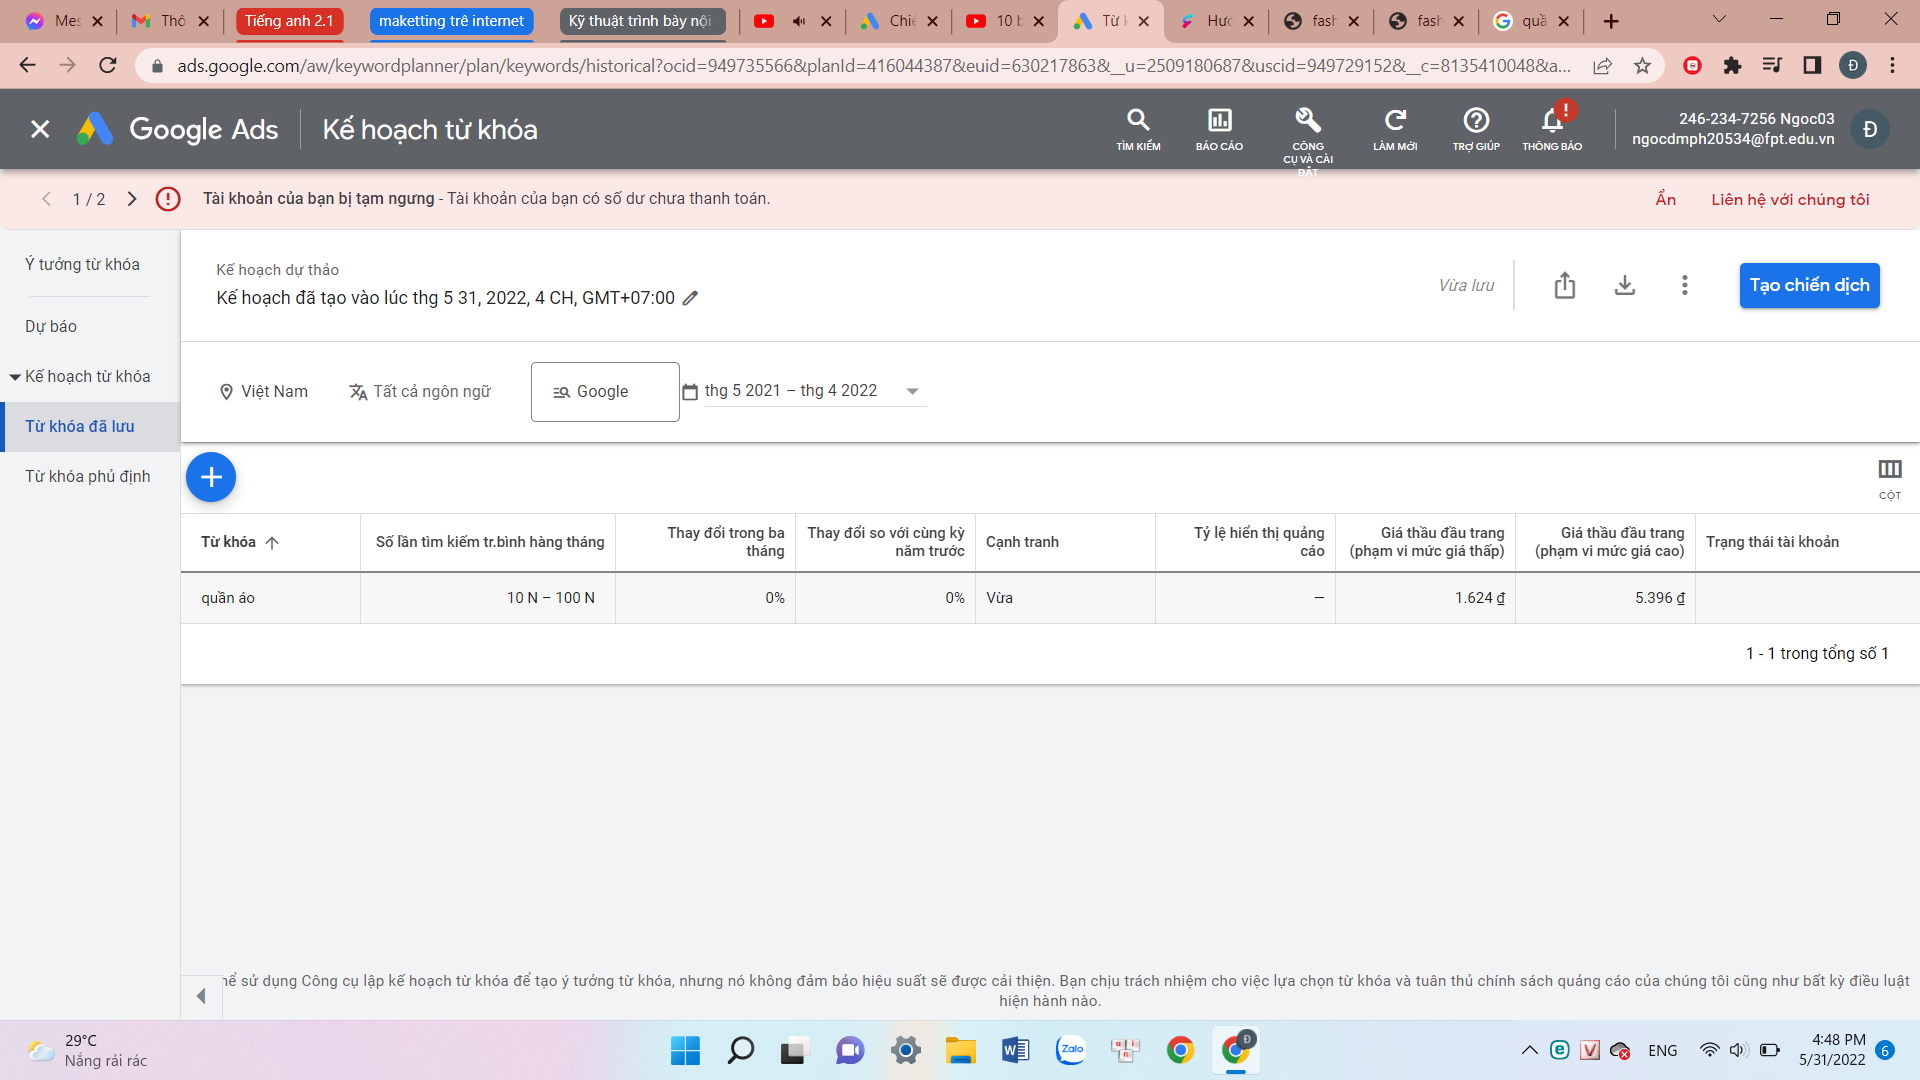 Mes
Thô
Tiếng anh 2.1
maketting trê internet
Kỹ thuật trình bày nội
Chiế
10 b
Từ k
Hướ
fash
fash
quầ
ads.google.com/aw/keywordplanner/plan/keywords/historical?ocid=949735566&planId=416044387&euid=630217863&__u=2509180687&uscid=949729152&__c=8135410048&a...
Đ
Google Ads
Kế hoạch từ khóa
TÌM KIẾM
BÁO CÁO
CÔNG CỤ VÀ CÀI ĐẶT
LÀM MỚI
TRỢ GIÚP
THÔNG BÁO
246-234-7256 Ngoc03
ngocdmph20534@fpt.edu.vn
Đ
1 / 2
Tài khoản của bạn bị tạm ngưng - Tài khoản của bạn có số dư chưa thanh toán.
Ẩn
Liên hệ với chúng tôi
Ý tưởng từ khóa
Dự báo
Kế hoạch từ khóa
Từ khóa đã lưu
Từ khóa phủ định
Kế hoạch dự thảo
Kế hoạch đã tạo vào lúc thg 5 31, 2022, 4 CH, GMT+07:00
Vừa lưu
Tạo chiến dịch
Việt Nam
Tất cả ngôn ngữ
Google
thg 5 2021 – thg 4 2022
CỘT
Từ khóa
Số lần tìm kiếm tr.bình hàng tháng
Thay đổi trong ba tháng
Thay đổi so với cùng kỳ năm trước
Cạnh tranh
Tỷ lệ hiển thị quảng cáo
Giá thầu đầu trang (phạm vi mức giá thấp)
Giá thầu đầu trang (phạm vi mức giá cao)
Trạng thái tài khoản
quần áo
10 N – 100 N
0%
0%
Vừa
—
1.624 ₫
5.396 ₫
1 - 1 trong tổng số 1
hể sử dụng Công cụ lập kế hoạch từ khóa để tạo ý tưởng từ khóa, nhưng nó không đảm bảo hiệu suất sẽ được cải thiện. Bạn chịu trách nhiệm cho việc lựa chọn từ khóa và tuân thủ chính sách quảng cáo của chúng tôi cũng như bất kỳ điều luật
hiện hành nào.
29°C
Nắng rải rác
Zalo
ENG
4:48 PM
5/31/2022
6